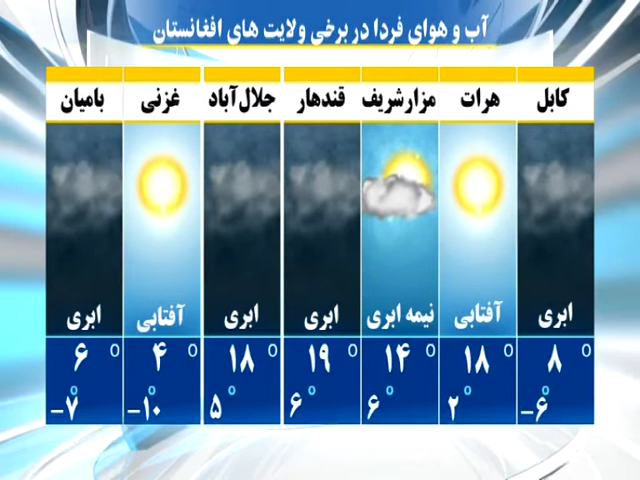 آب و هوای فردا در برخی ولایت های افغانستان
کابل هرات مزارشریف قندهار جلال‌آباد غزنی بامیان
ابری آفتابی نیمه ابری ابری ابری آفتابی ابری
۸° ۱۸° ۱۴° ۱۹° ۱۸° ۴° ۶°
-۶° ۲° ۶° ۶° ۵° -۱۰° -۷°